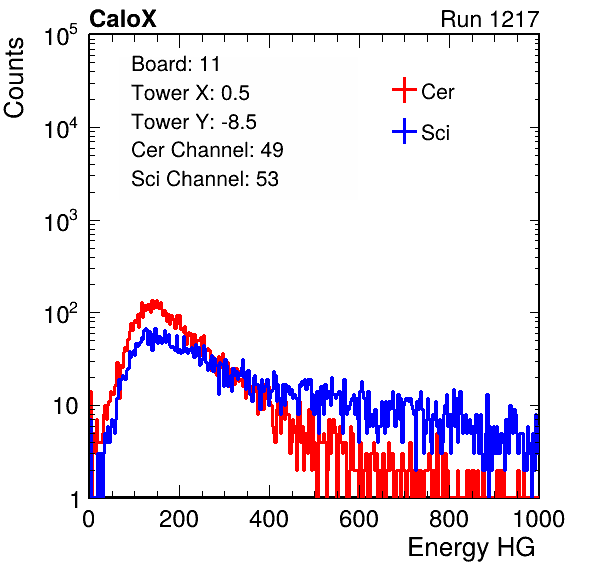 CaloX Run 1217
Counts
Board: 11
Tower X: 0.5
Tower Y: -8.5
Cer Channel: 49
Sci Channel: 53
Cer
Sci
10^5
10^4
10^3
10^2
10
1
0 200 400 600 800 1000
Energy HG